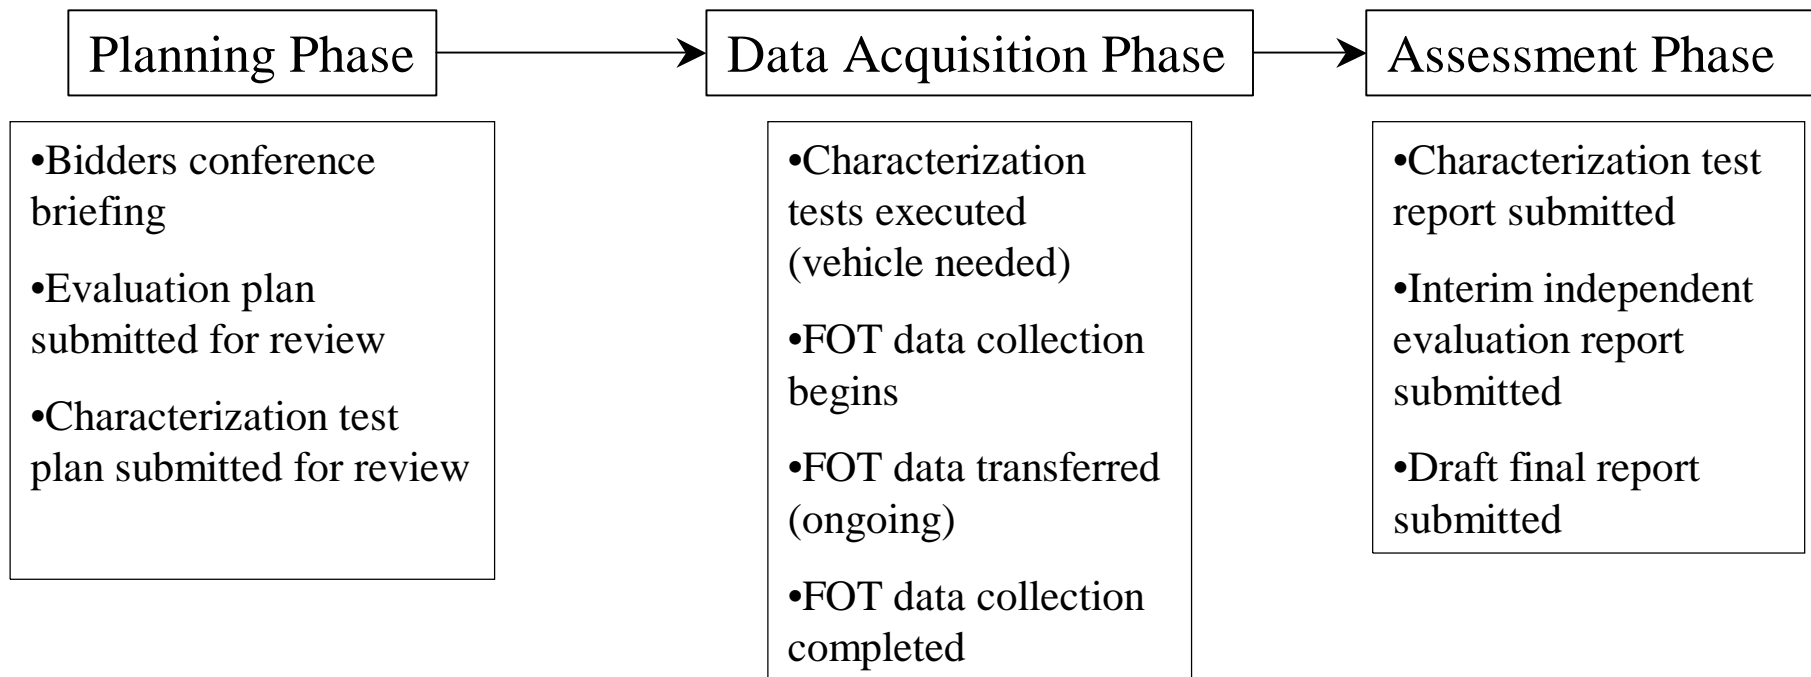 Planning Phase
Data Acquisition Phase
Assessment Phase
•Bidders conference
briefing
•Evaluation plan
submitted for review
•Characterization test
plan submitted for review
•Characterization
tests executed
(vehicle needed)
•FOT data collection
begins
•FOT data transferred
(ongoing)
•FOT data collection
completed
•Characterization test
report submitted
•Interim independent
evaluation report
submitted
•Draft final report
submitted